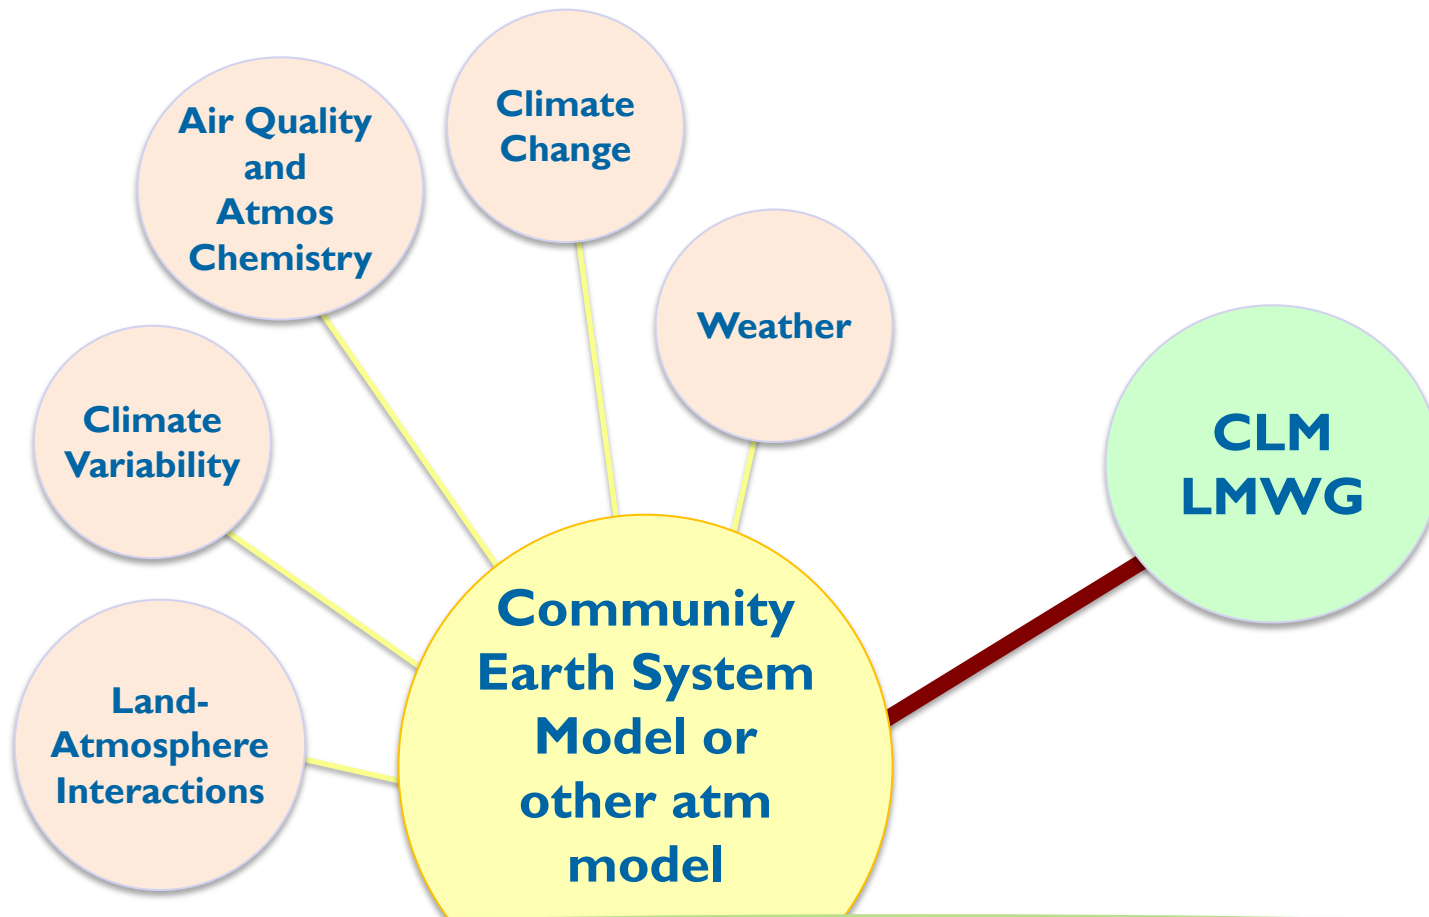 Climate
Change
Air Quality
and
Atmos
Chemistry
Weather
Climate
Variability
CLM
LMWG
Community
Earth System
Model or
other atm
model
Land-
Atmosphere
Interactions